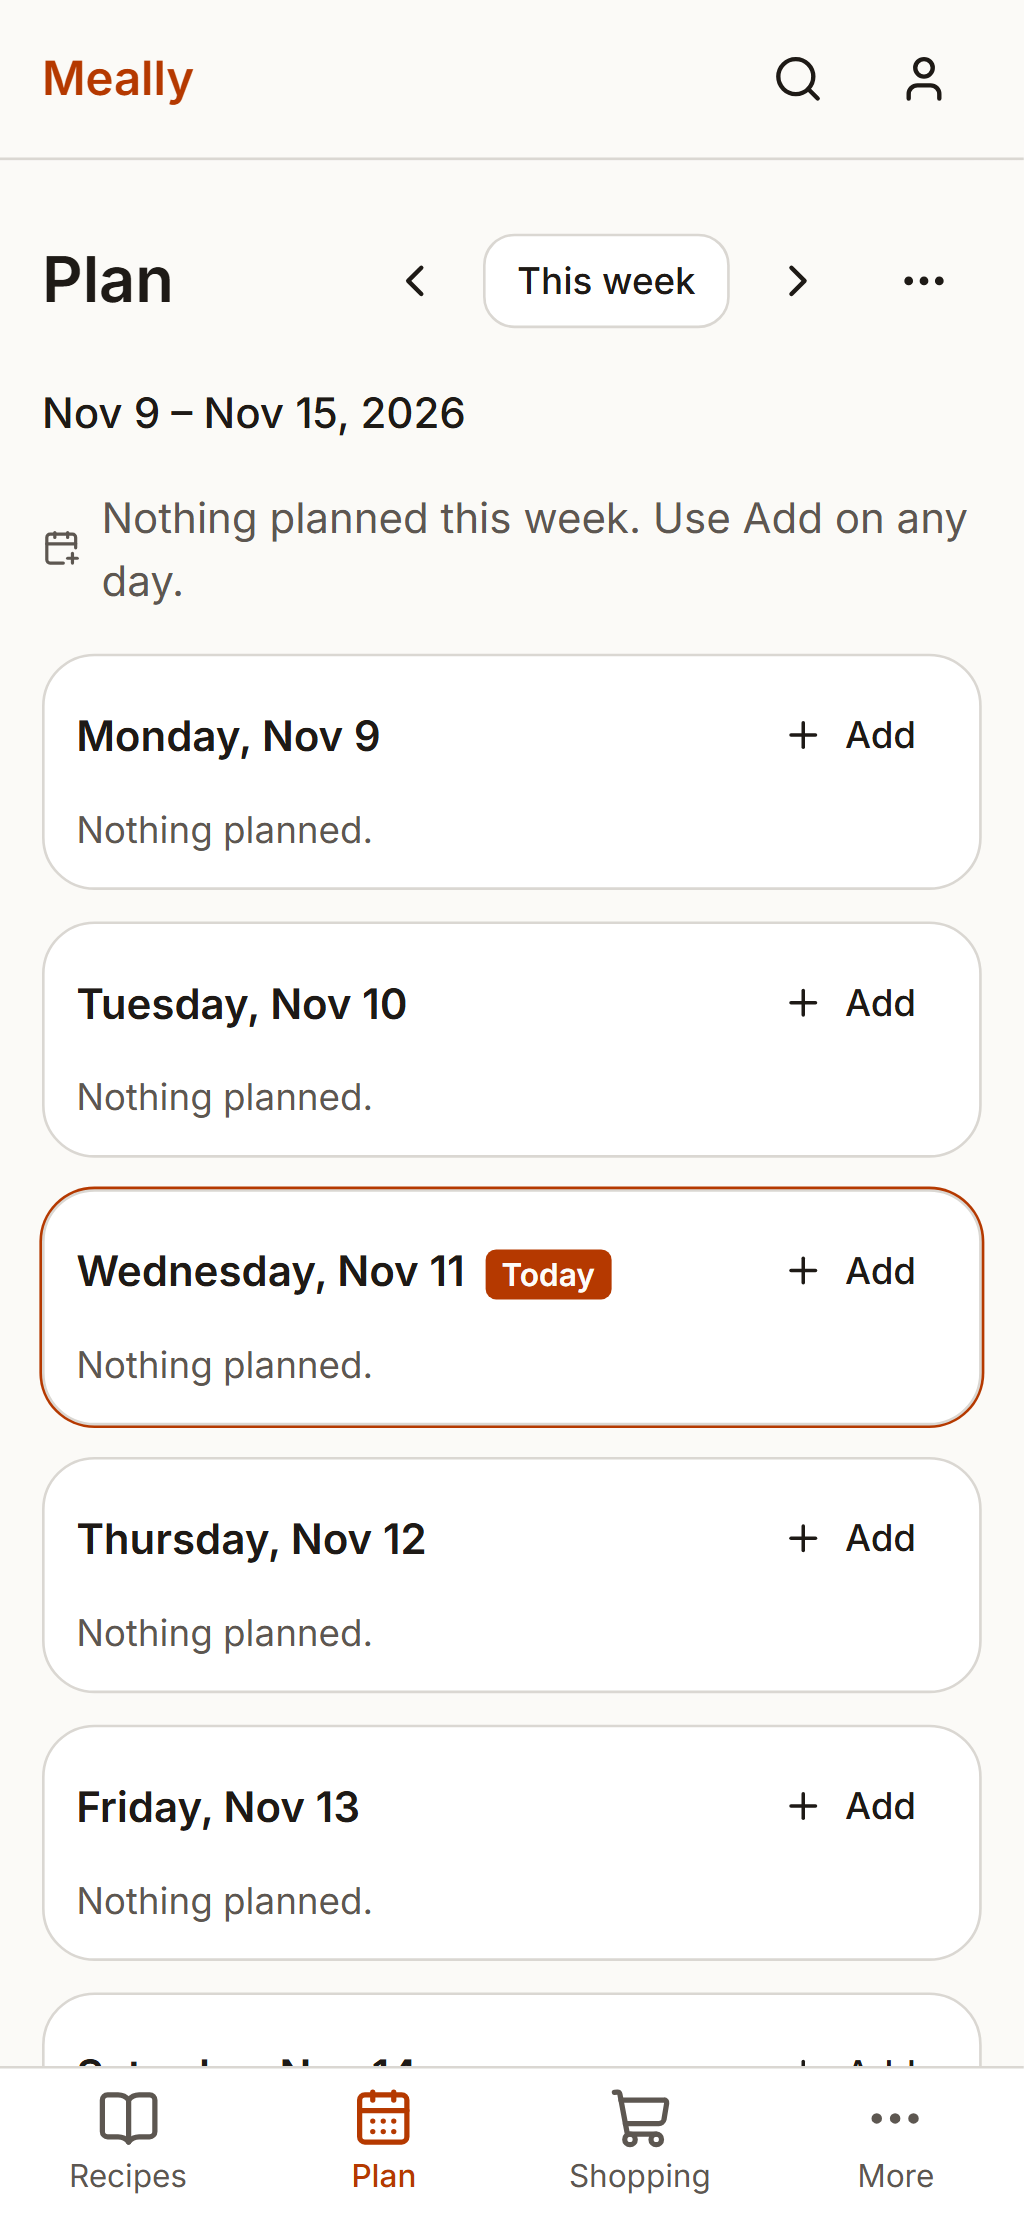 Meally
Plan
This week
Nov 9 – Nov 15, 2026
Nothing planned this week. Use Add on any
day.
Monday, Nov 9
Add
Nothing planned.
Tuesday, Nov 10
Add
Nothing planned.
Wednesday, Nov 11 Today
Add
Nothing planned.
Thursday, Nov 12
Add
Nothing planned.
Friday, Nov 13
Add
Nothing planned.
Recipes
Plan
Shopping
More